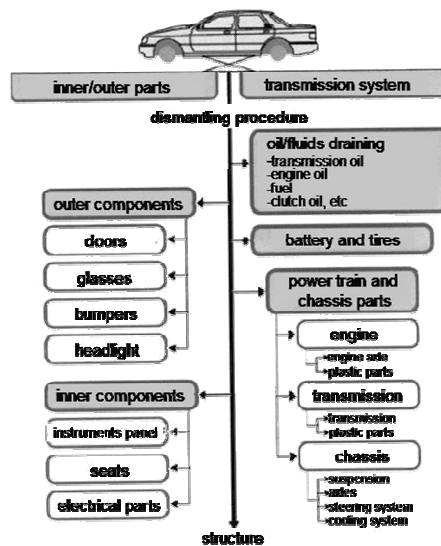 inner/outer parts
transmission system
dismantling procedure
oil/fluids draining
-transmission oil
-engine oil
-fuel
-clutch oil, etc
outer components
doors
glasses
bumpers
headlight
battery and tires
power train and
chassis parts
engine
engine axle
plastic parts
transmission
transmission
plastic parts
chassis
suspension
axles
steering system
cooling system
inner components
instruments panel
seats
electrical parts
structure